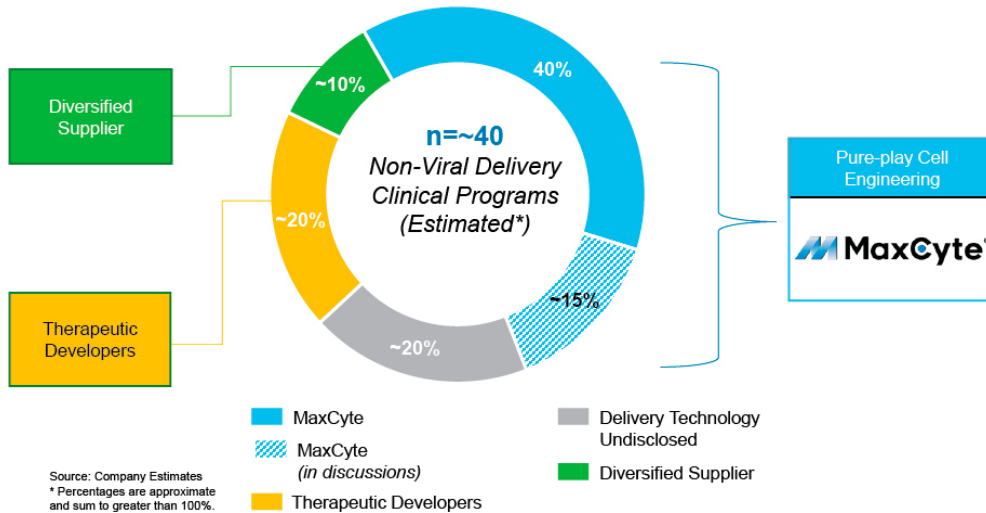 Diversified
Supplier
Therapeutic
Developers
~10%
40%
~20%
~15%
~20%
n=~40
Non-Viral Delivery
Clinical Programs
(Estimated*)
Pure-play Cell
Engineering
MaxCyte
MaxCyte
MaxCyte
(in discussions)
Therapeutic Developers
Delivery Technology
Undisclosed
Diversified Supplier
Source: Company Estimates
* Percentages are approximate
and sum to greater than 100%.